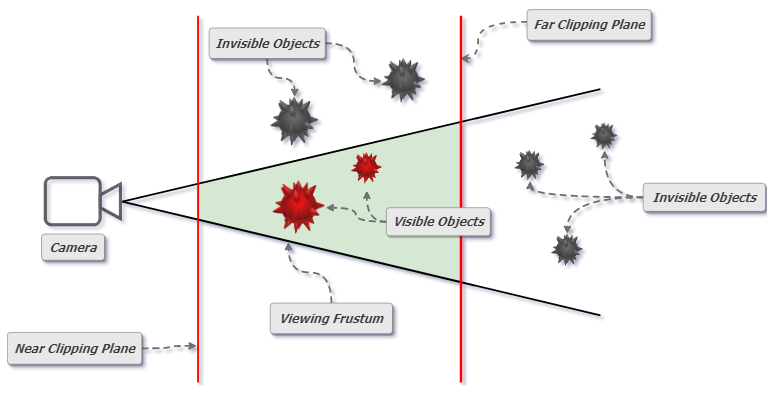 Far Clipping Plane
Invisible Objects
Invisible Objects
Visible Objects
Camera
Viewing Frustum
Near Clipping Plane